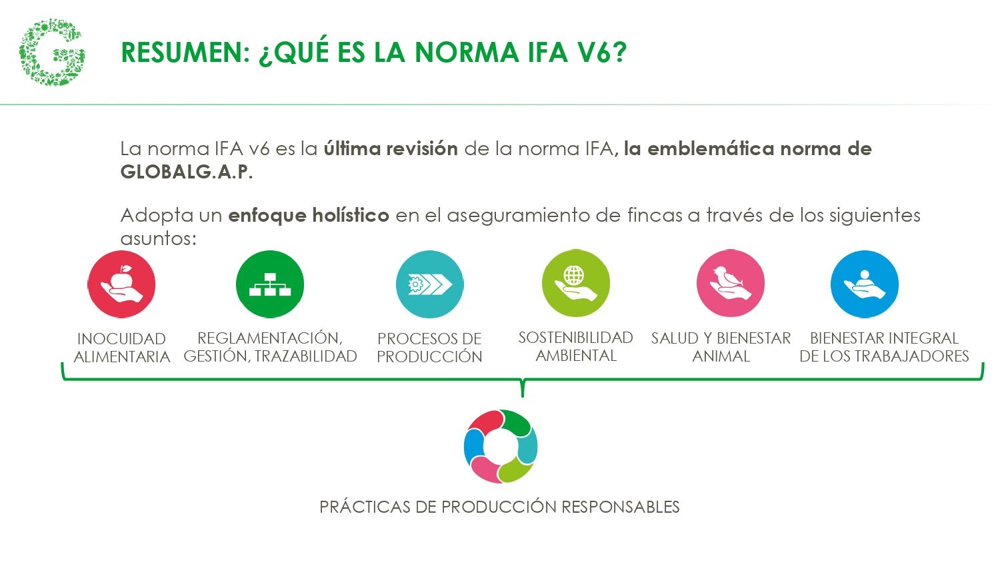 RESUMEN: ¿QUÉ ES LA NORMA IFA V6?
La norma IFA v6 es la última revisión de la norma IFA, la emblemática norma de
GLOBALG.A.P.
Adopta un enfoque holístico en el aseguramiento de fincas a través de los siguientes
asuntos:
INOCUIDAD
ALIMENTARIA
REGLAMENTACIÓN,
GESTIÓN, TRAZABILIDAD
PROCESOS DE
PRODUCCIÓN
SOSTENIBILIDAD
AMBIENTAL
SALUD Y BIENESTAR
ANIMAL
BIENESTAR INTEGRAL
DE LOS TRABAJADORES
PRÁCTICAS DE PRODUCCIÓN RESPONSABLES